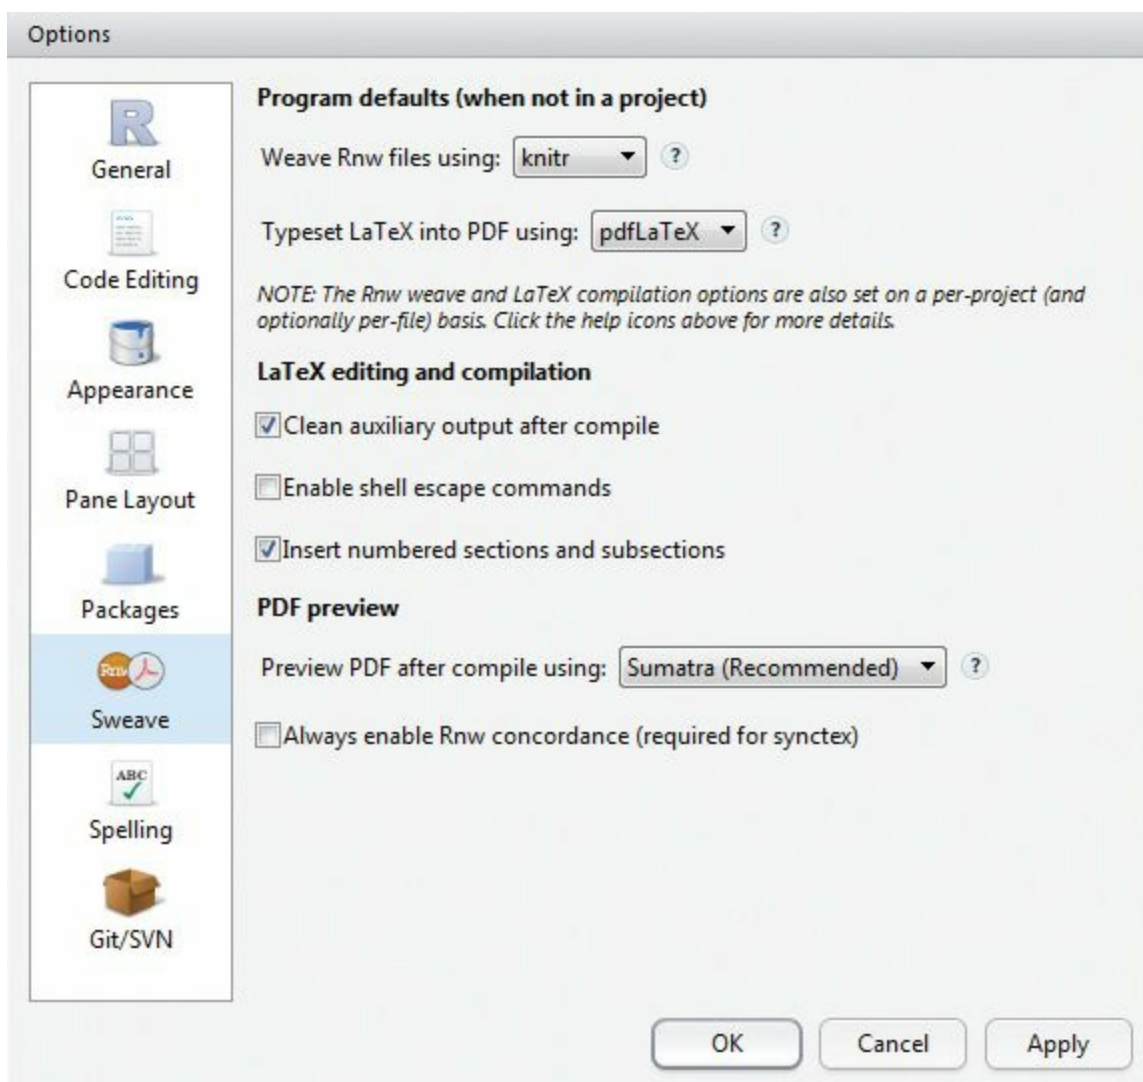 Options
General
Code Editing
Appearance
Pane Layout
Packages
Rnw
Sweave
ABC
Spelling
Git/SVN
Program defaults (when not in a project)
Weave Rnw files using: knitr ?
Typeset LaTeX into PDF using: pdfLaTeX ?
NOTE: The Rnw weave and LaTeX compilation options are also set on a per-project (and
optionally per-file) basis. Click the help icons above for more details.
LaTeX editing and compilation
Clean auxiliary output after compile
Enable shell escape commands
Insert numbered sections and subsections
PDF preview
Preview PDF after compile using: Sumatra (Recommended) ?
Always enable Rnw concordance (required for synctex)
OK Cancel Apply